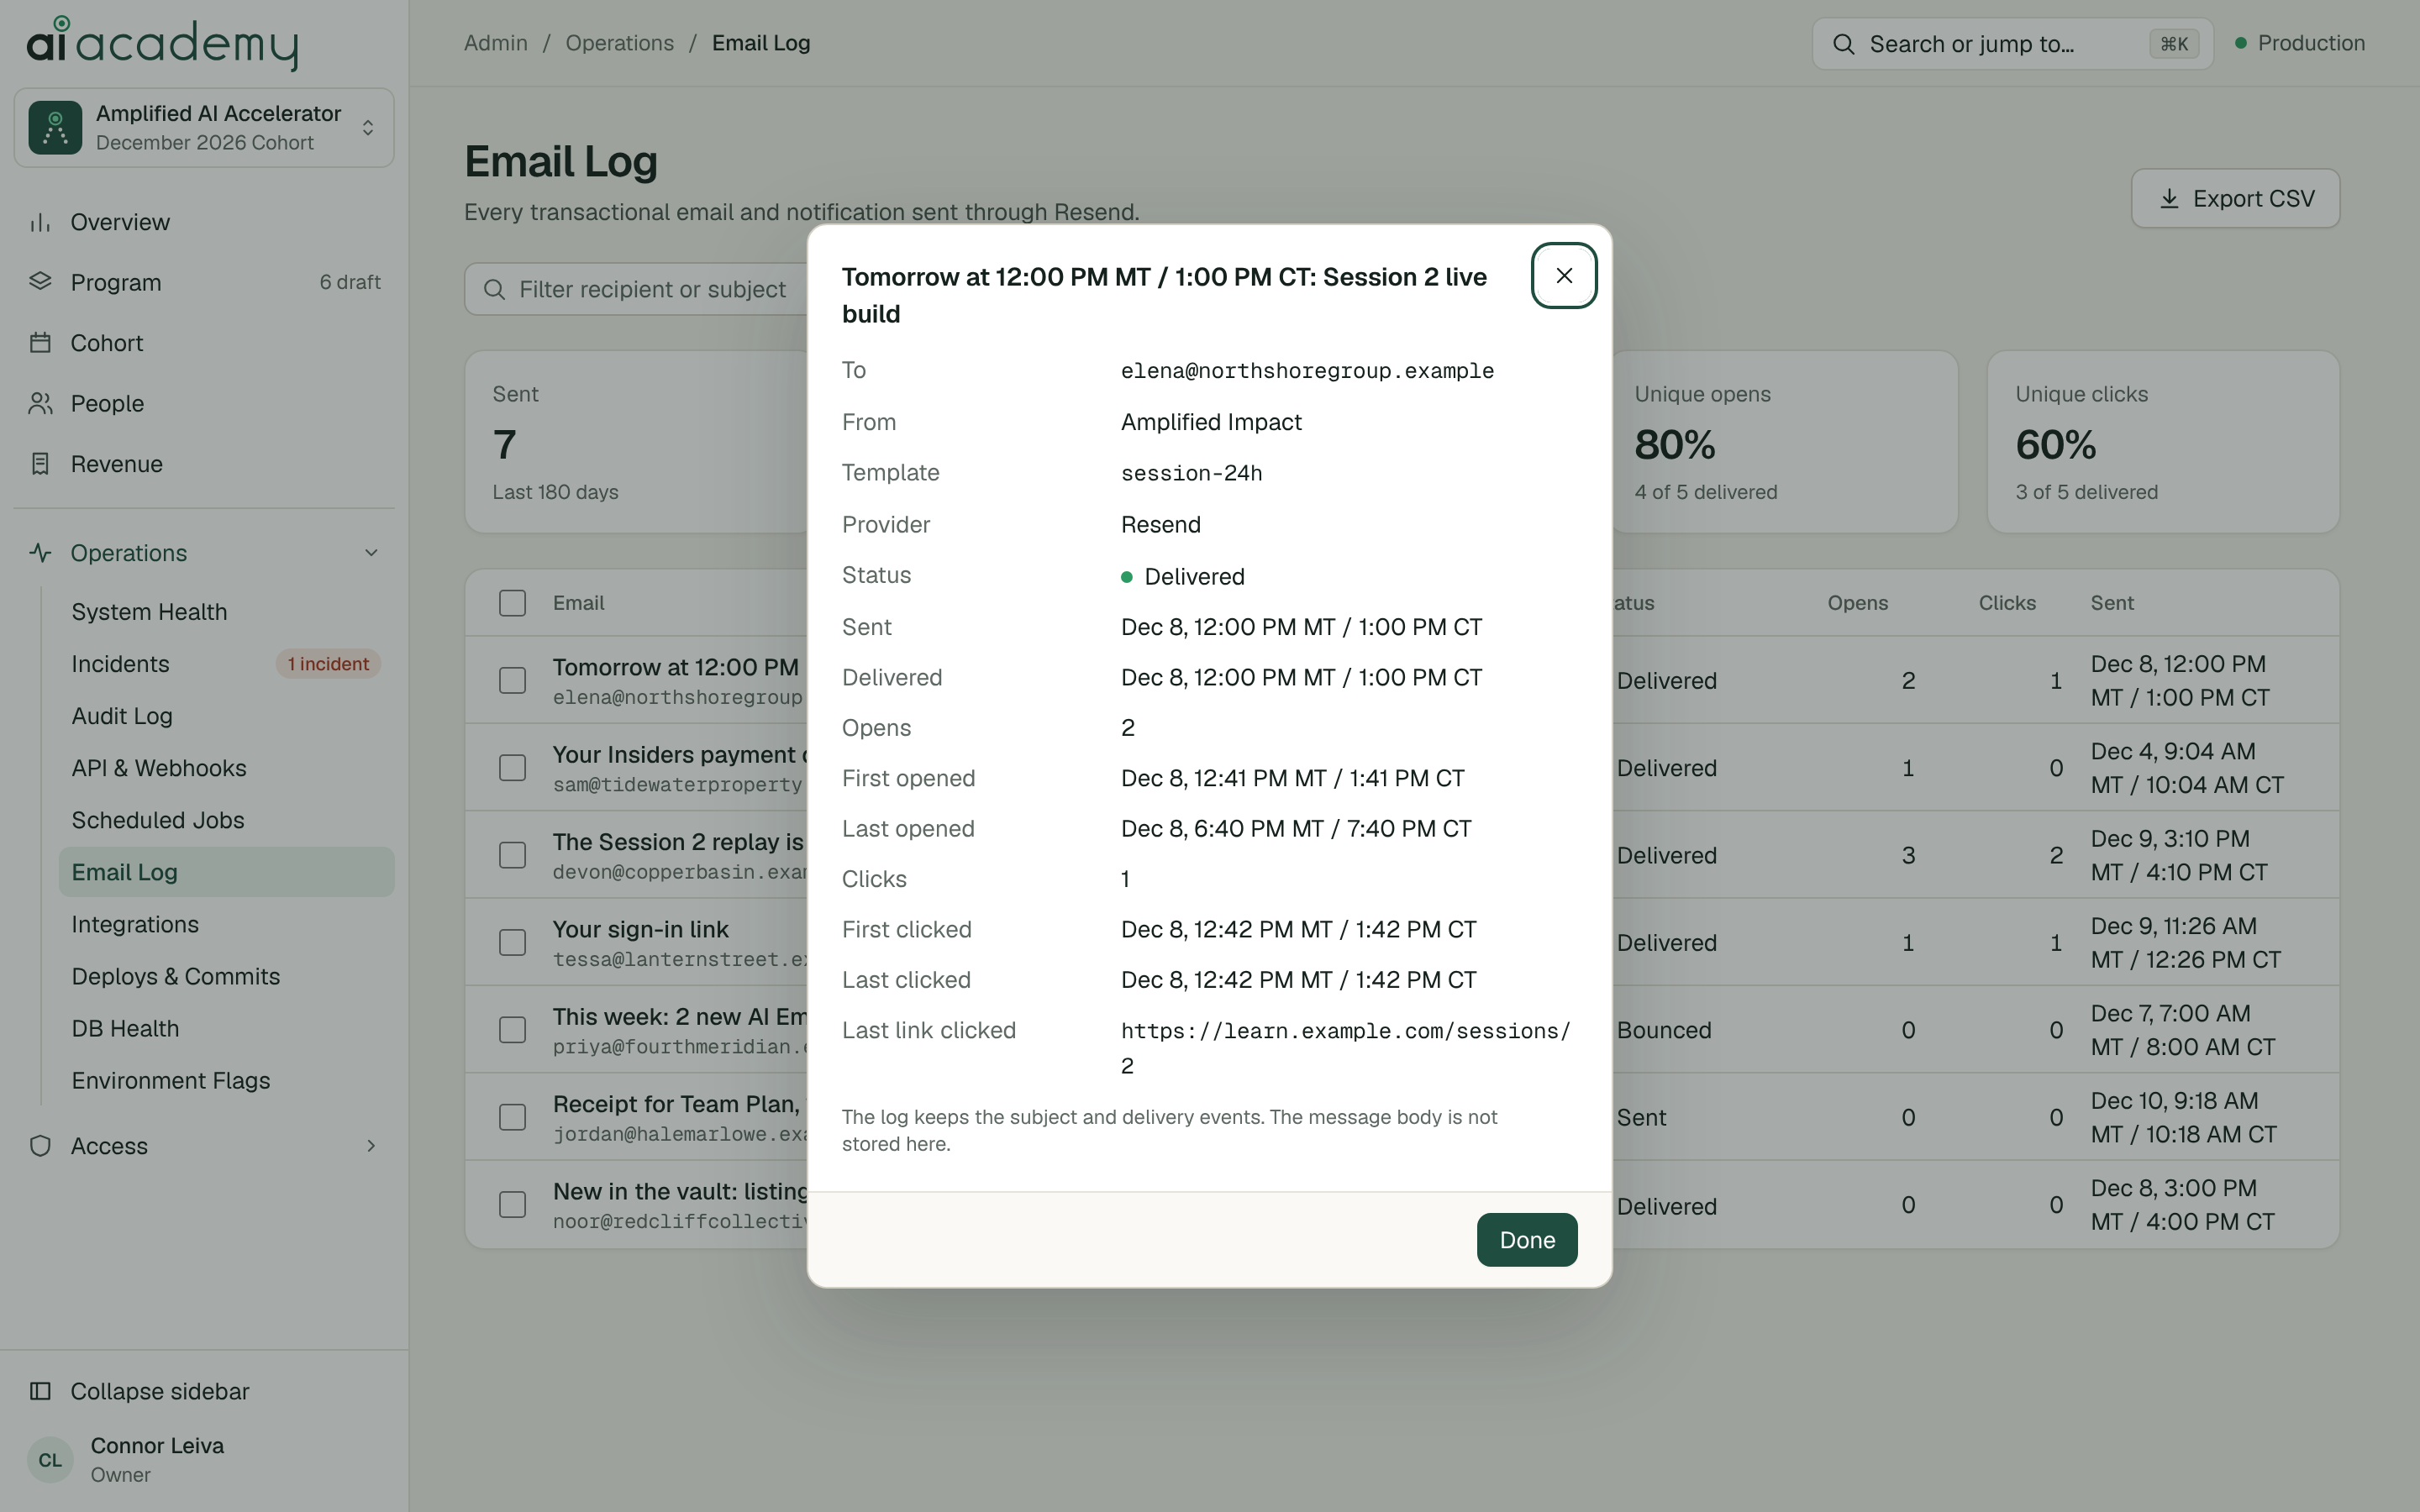 ai academy
Amplified AI Accelerator
December 2026 Cohort
Overview
Program 6 draft
Cohort
People
Revenue
Operations
System Health
Incidents 1 incident
Audit Log
API & Webhooks
Scheduled Jobs
Email Log
Integrations
Deploys & Commits
DB Health
Environment Flags
Access
Collapse sidebar
CL
Connor Leiva
Owner
Admin / Operations / Email Log
Search or jump to... ⌘K
Production
Email Log
Every transactional email and notification sent through Resend.
Export CSV
Filter recipient or subject
Sent
7
Last 180 days
Unique opens
80%
4 of 5 delivered
Unique clicks
60%
3 of 5 delivered
Email Opens Clicks Sent
Tomorrow at 12:00 PM
elena@northshoregroup
Delivered 2 1 Dec 8, 12:00 PM
MT / 1:00 PM CT
Your Insiders payment
sam@tidewaterproperty
Delivered 1 0 Dec 4, 9:04 AM
MT / 10:04 AM CT
The Session 2 replay is
devon@copperbasin.exa
Delivered 3 2 Dec 9, 3:10 PM
MT / 4:10 PM CT
Your sign-in link
tessa@lanternstreet.e
Delivered 1 1 Dec 9, 11:26 AM
MT / 12:26 PM CT
This week: 2 new AI Em
priya@fourthmeridian.
Bounced 0 0 Dec 7, 7:00 AM
MT / 8:00 AM CT
Receipt for Team Plan,
jordan@halemarlowe.exa
Sent 0 0 Dec 10, 9:18 AM
MT / 10:18 AM CT
New in the vault: listing
noor@redcliffcollecti
Delivered 0 0 Dec 8, 3:00 PM
MT / 4:00 PM CT
Tomorrow at 12:00 PM MT / 1:00 PM CT: Session 2 live
build
To elena@northshoregroup.example
From Amplified Impact
Template session-24h
Provider Resend
Status Delivered
Sent Dec 8, 12:00 PM MT / 1:00 PM CT
Delivered Dec 8, 12:00 PM MT / 1:00 PM CT
Opens 2
First opened Dec 8, 12:41 PM MT / 1:41 PM CT
Last opened Dec 8, 6:40 PM MT / 7:40 PM CT
Clicks 1
First clicked Dec 8, 12:42 PM MT / 1:42 PM CT
Last clicked Dec 8, 12:42 PM MT / 1:42 PM CT
Last link clicked https://learn.example.com/sessions/
2
The log keeps the subject and delivery events. The message body is not
stored here.
Done